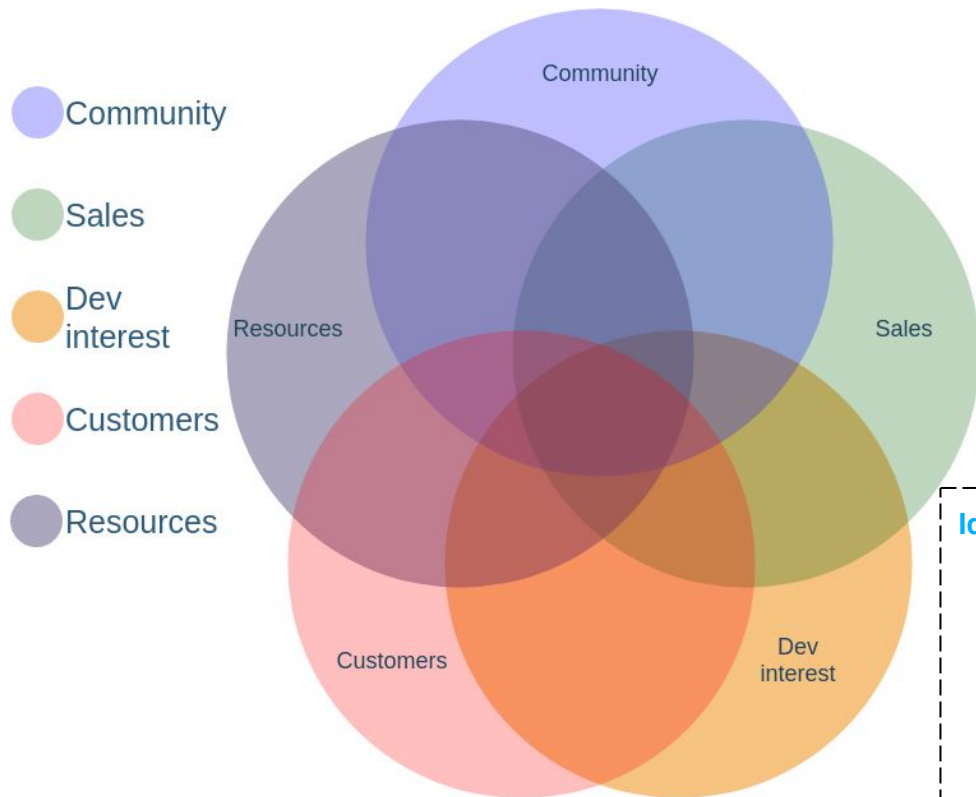 Community
Sales
Dev
interest
Customers
Resources
Community
Resources
Sales
Customers
Dev
interest